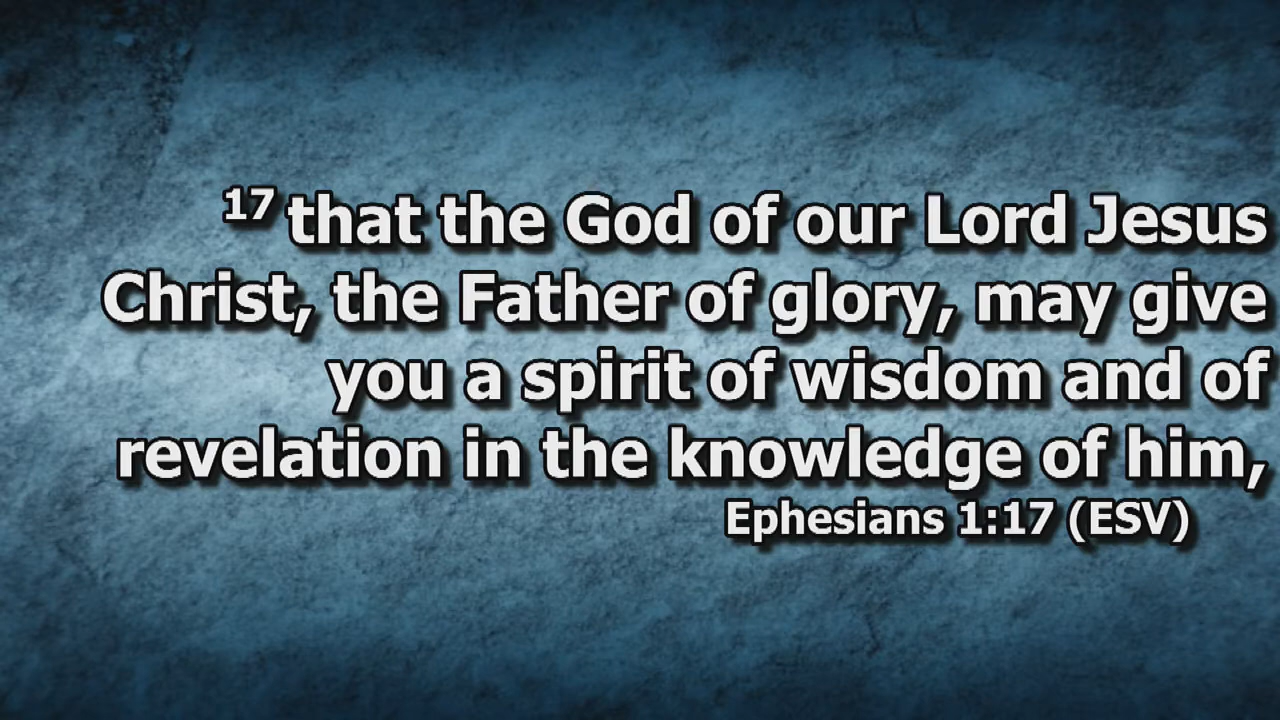 17 that the God of our Lord Jesus
Christ, the Father of glory, may give
you a spirit of wisdom and of
revelation in the knowledge of him,
Ephesians 1:17 (ESV)